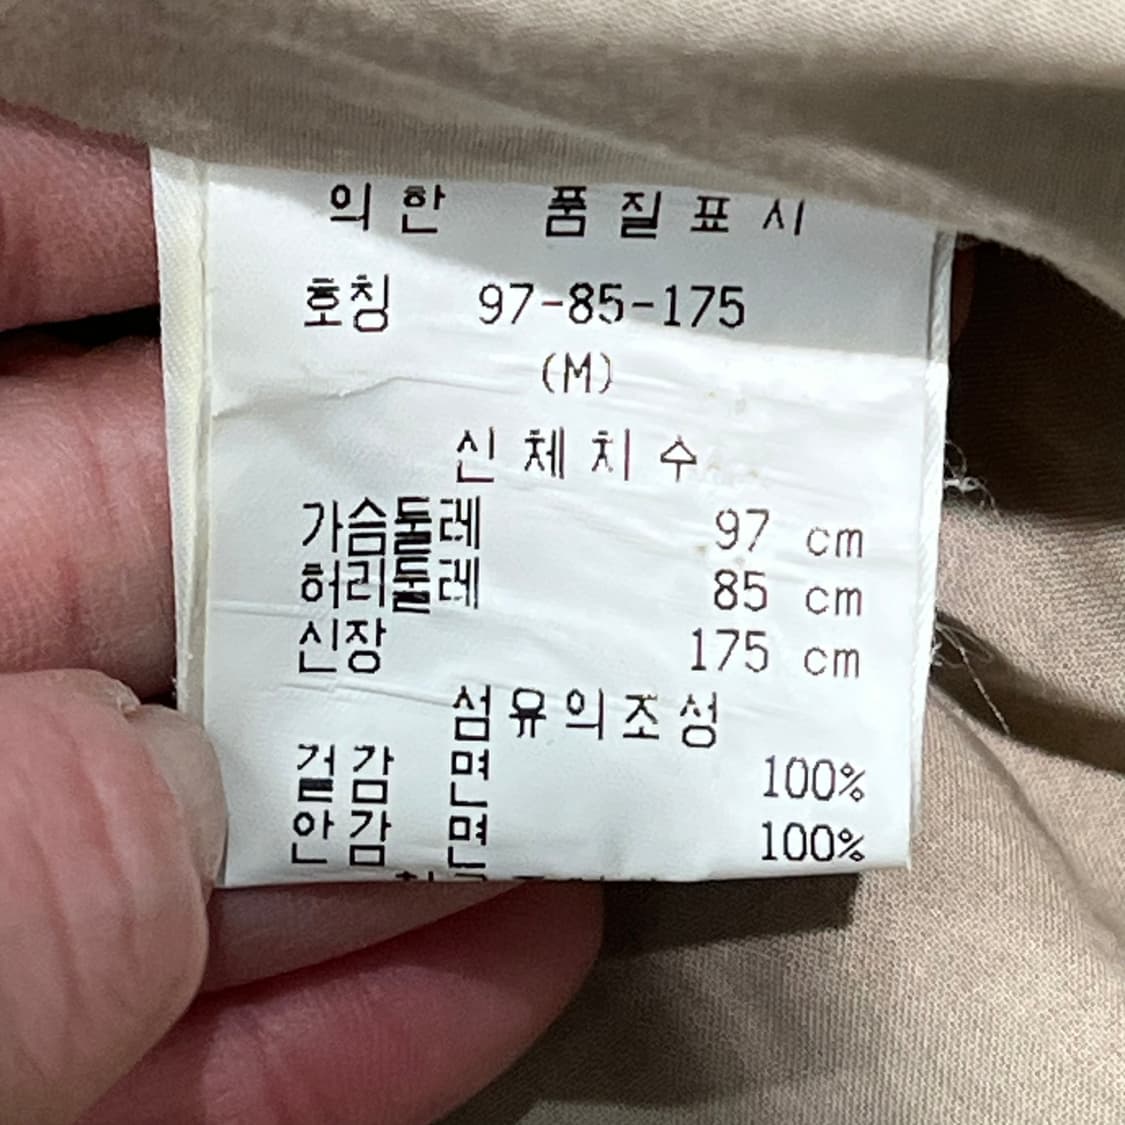 의한 품질표시
호칭 97-85-175
(M)
신체치수
가슴둘레 97 cm
허리둘레 85 cm
신장 175 cm
섬유의조성
겉감 면 100%
안감 면 100%